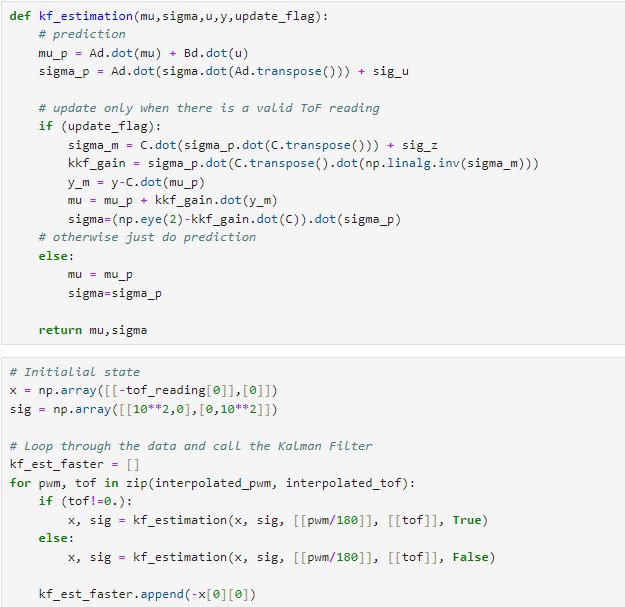 def kf_estimation(mu,sigma,u,y,update_flag):
    # prediction
    mu_p = Ad.dot(mu) + Bd.dot(u)
    sigma_p = Ad.dot(sigma.dot(Ad.transpose())) + sig_u

    # update only when there is a valid ToF reading
    if (update_flag):
        sigma_m = C.dot(sigma_p.dot(C.transpose())) + sig_z
        kkf_gain = sigma_p.dot(C.transpose().dot(np.linalg.inv(sigma_m)))
        y_m = y-C.dot(mu_p)
        mu = mu_p + kkf_gain.dot(y_m)
        sigma=(np.eye(2)-kkf_gain.dot(C)).dot(sigma_p)
    # otherwise just do prediction
    else:
        mu = mu_p
        sigma=sigma_p

    return mu,sigma

# Initialial state
x = np.array([[-tof_reading[0]],[0]])
sig = np.array([[10**2,0],[0,10**2]])

# Loop through the data and call the Kalman Filter
kf_est_faster = []
for pwm, tof in zip(interpolated_pwm, interpolated_tof):
    if (tof!=0.):
        x, sig = kf_estimation(x, sig, [[pwm/180]], [[tof]], True)
    else:
        x, sig = kf_estimation(x, sig, [[pwm/180]], [[tof]], False)

    kf_est_faster.append(-x[0][0])